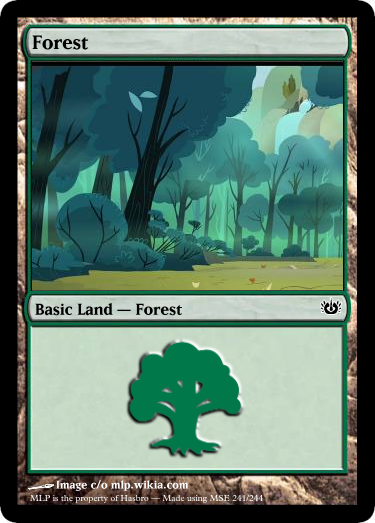 Forest
Basic Land — Forest
Image c/o mlp.wikia.com
MLP is the property of Hasbro — Made using MSE 241/244